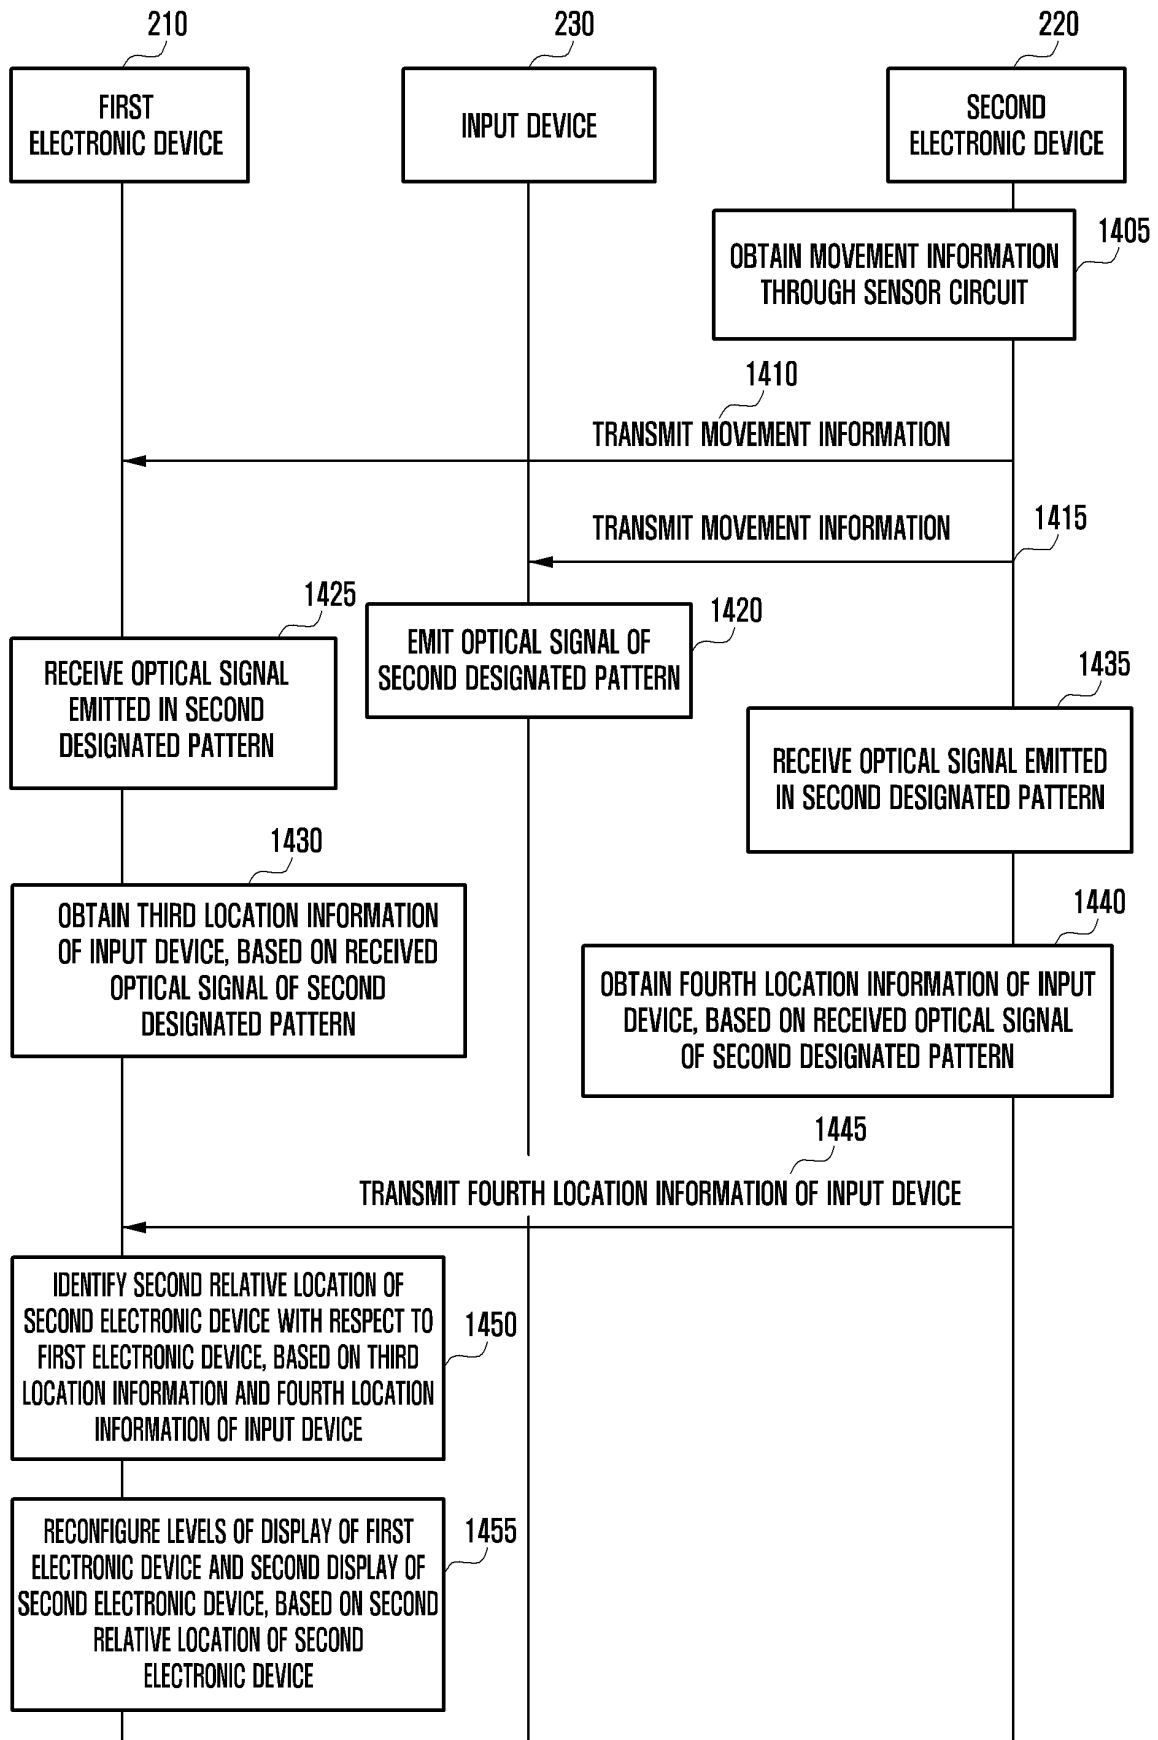 210
230
220
FIRST
ELECTRONIC DEVICE
INPUT DEVICE
SECOND
ELECTRONIC DEVICE
1405
OBTAIN MOVEMENT INFORMATION
THROUGH SENSOR CIRCUIT
1410
TRANSMIT MOVEMENT INFORMATION
1415
TRANSMIT MOVEMENT INFORMATION
1425
1420
EMIT OPTICAL SIGNAL OF
SECOND DESIGNATED PATTERN
RECEIVE OPTICAL SIGNAL
EMITTED IN SECOND
DESIGNATED PATTERN
1435
RECEIVE OPTICAL SIGNAL EMITTED
IN SECOND DESIGNATED PATTERN
1430
OBTAIN THIRD LOCATION INFORMATION
OF INPUT DEVICE, BASED ON RECEIVED
OPTICAL SIGNAL OF SECOND
DESIGNATED PATTERN
1440
OBTAIN FOURTH LOCATION INFORMATION OF INPUT
DEVICE, BASED ON RECEIVED OPTICAL SIGNAL
OF SECOND DESIGNATED PATTERN
1445
TRANSMIT FOURTH LOCATION INFORMATION OF INPUT DEVICE
IDENTIFY SECOND RELATIVE LOCATION OF
SECOND ELECTRONIC DEVICE WITH RESPECT TO
FIRST ELECTRONIC DEVICE, BASED ON THIRD
LOCATION INFORMATION AND FOURTH LOCATION
INFORMATION OF INPUT DEVICE
1450
RECONFIGURE LEVELS OF DISPLAY OF FIRST
ELECTRONIC DEVICE AND SECOND DISPLAY OF
SECOND ELECTRONIC DEVICE, BASED ON SECOND
RELATIVE LOCATION OF SECOND
ELECTRONIC DEVICE
1455